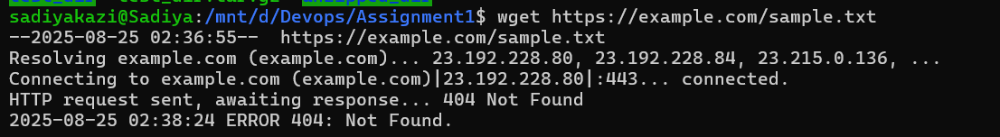 sadiyakazi@Sadiya:/mnt/d/Devops/Assignment1$ wget https://example.com/sample.txt
--2025-08-25 02:36:55--  https://example.com/sample.txt
Resolving example.com (example.com)... 23.192.228.80, 23.192.228.84, 23.215.0.136, ...
Connecting to example.com (example.com)|23.192.228.80|:443... connected.
HTTP request sent, awaiting response... 404 Not Found
2025-08-25 02:38:24 ERROR 404: Not Found.